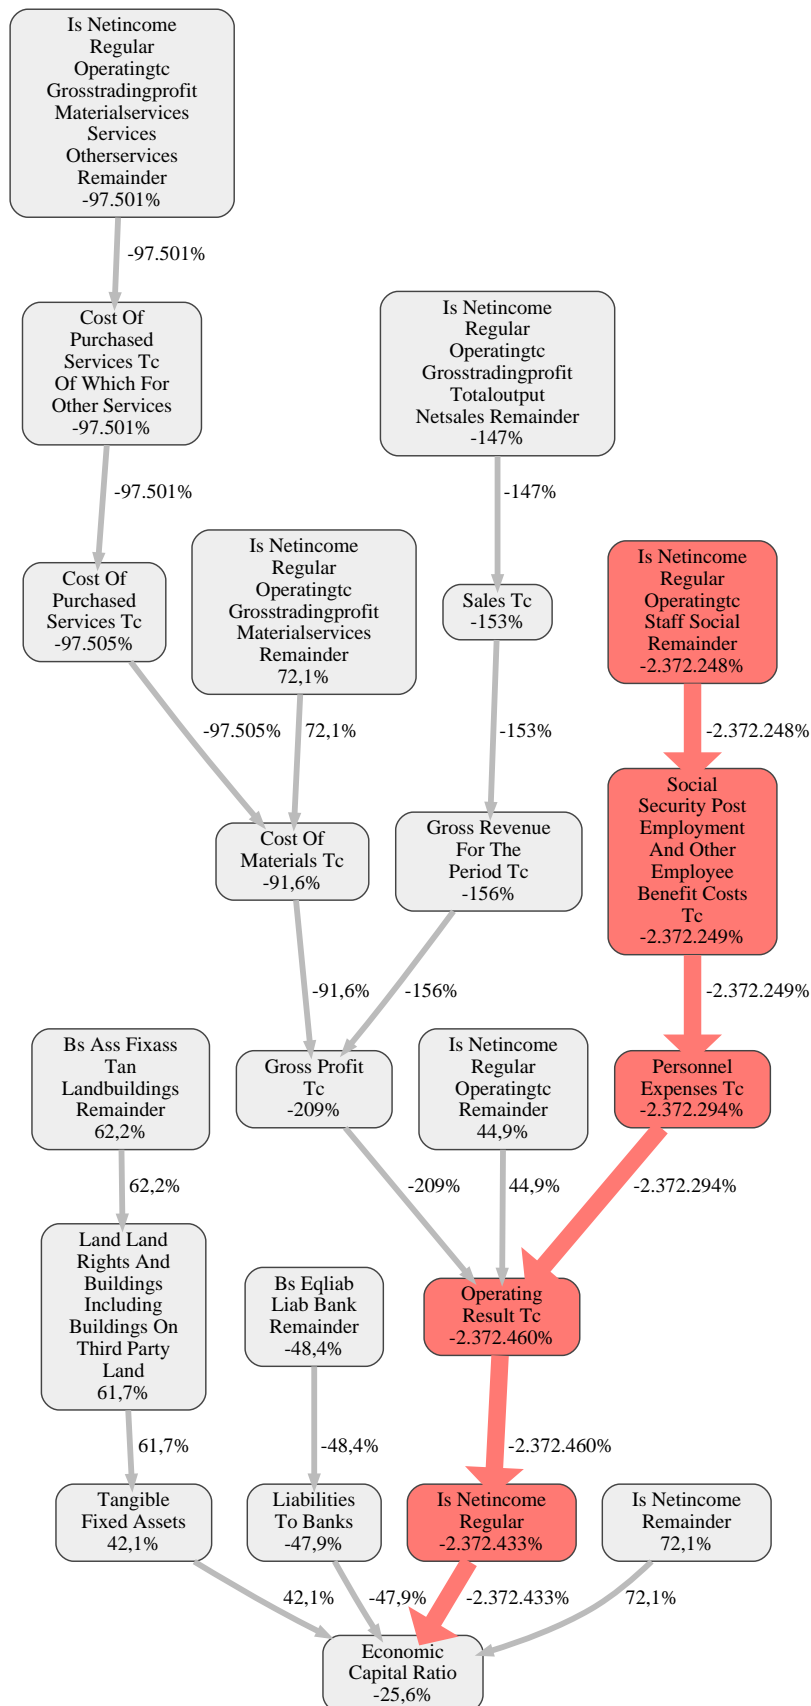 Is Netincome
Regular
Operatingtc
Grosstradingprofit
Materialservices
Services
Otherservices
Remainder
-97.501%
-97.501%
Cost Of
Purchased
Services Tc
Of Which For
Other Services
-97.501%
Is Netincome
Regular
Operatingtc
Grosstradingprofit
Totaloutput
Netsales Remainder
-147%
-97.501%
-147%
Cost Of
Purchased
Services Tc
-97.505%
Is Netincome
Regular
Operatingtc
Grosstradingprofit
Materialservices
Remainder
72,1%
Sales Tc
-153%
Is Netincome
Regular
Operatingtc
Staff Social
Remainder
-2.372.248%
-97.505%
72,1%
-153%
-2.372.248%
Cost Of
Materials Tc
-91,6%
Gross Revenue
For The
Period Tc
-156%
Social
Security Post
Employment
And Other
Employee
Benefit Costs
Tc
-2.372.249%
-91,6%
-156%
-2.372.249%
Bs Ass Fixass
Tan
Landbuildings
Remainder
62,2%
Gross Profit
Tc
-209%
Is Netincome
Regular
Operatingtc
Remainder
44,9%
Personnel
Expenses Tc
-2.372.294%
62,2%
-209%
44,9%
-2.372.294%
Land Land
Rights And
Buildings
Including
Buildings On
Third Party
Land
61,7%
Bs Eqliab
Liab Bank
Remainder
-48,4%
Operating
Result Tc
-2.372.460%
61,7%
-48,4%
-2.372.460%
Tangible
Fixed Assets
42,1%
Liabilities
To Banks
-47,9%
Is Netincome
Regular
-2.372.433%
Is Netincome
Remainder
72,1%
42,1%
-47,9%
-2.372.433%
72,1%
Economic
Capital Ratio
-25,6%